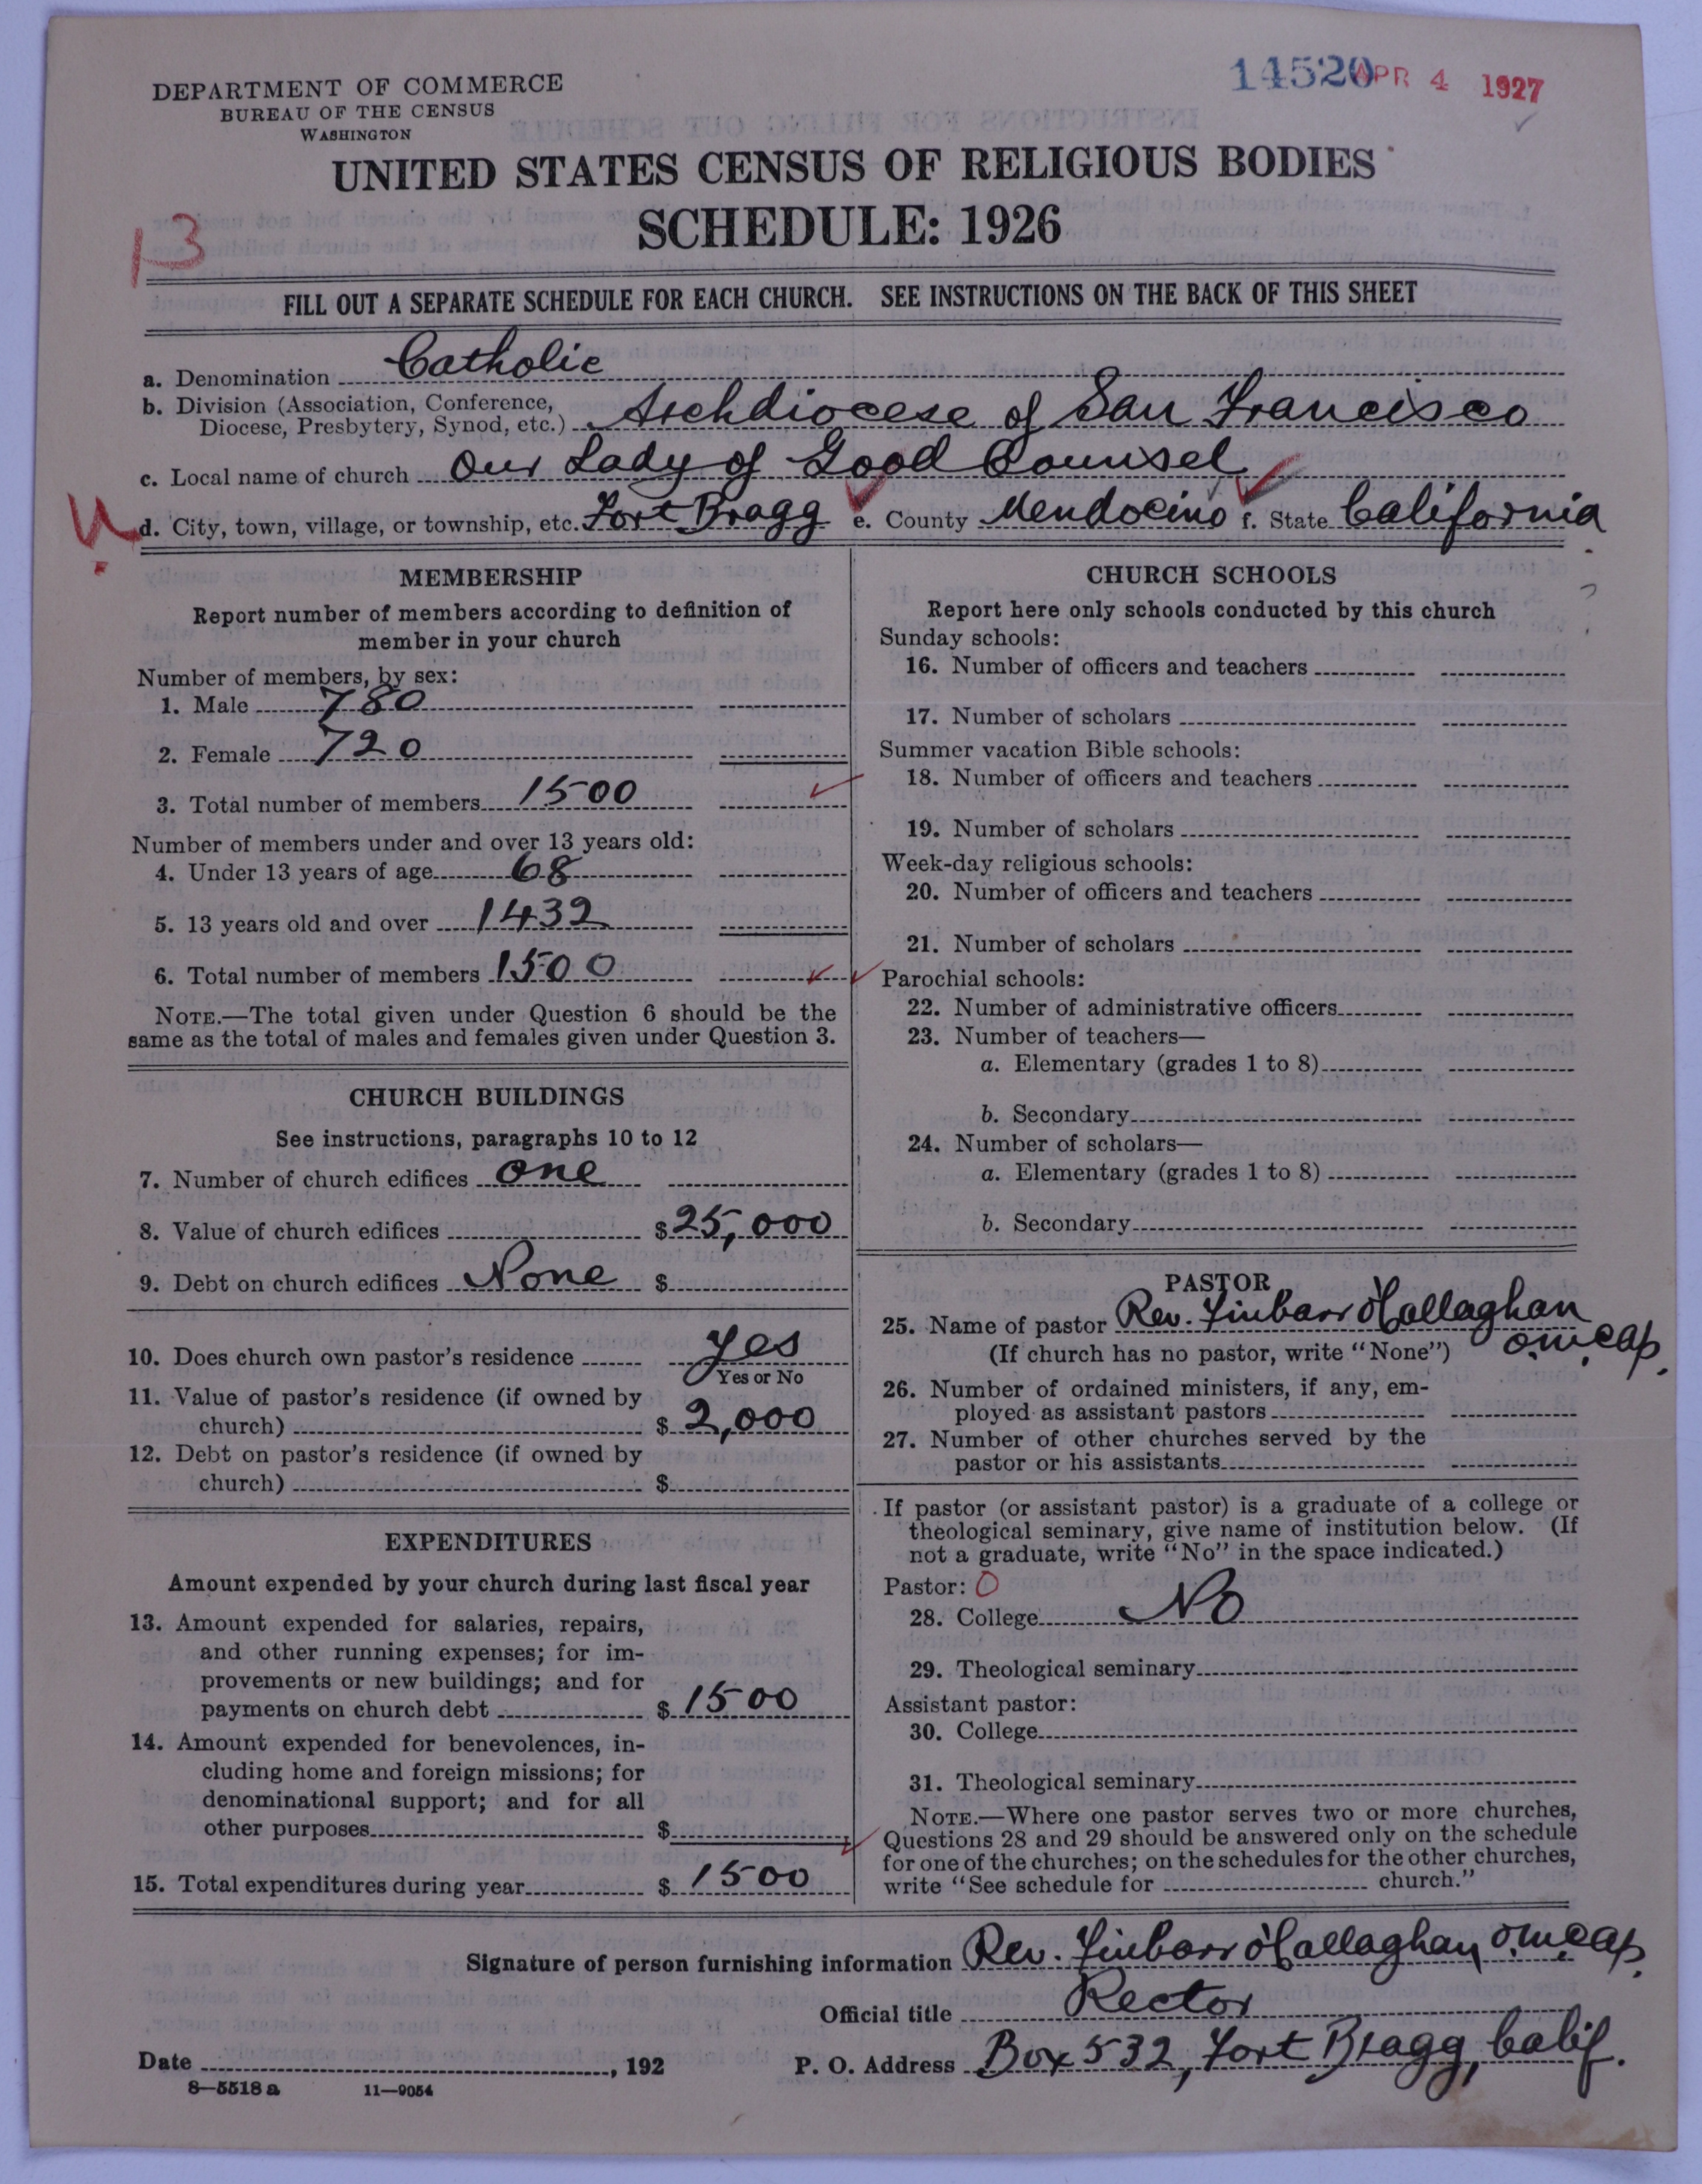 14520 APR 4 1927
DEPARTMENT OF COMMERCE
BUREAU OF THE CENSUS
WASHINGTON
UNITED STATES CENSUS OF RELIGIOUS BODIES
SCHEDULE: 1926
13
FILL OUT A SEPARATE SCHEDULE FOR EACH CHURCH. SEE INSTRUCTIONS ON THE BACK OF THIS SHEET
a. Denomination Catholic
b. Division (Association, Conference,
Diocese, Presbytery, Synod, etc.) Archdiocese of San Francisco
c. Local name of church Our Lady of Good Counsel
d. City, town, village, or township, etc. Fort Bragg e. County Mendocino f. State California
MEMBERSHIP
Report number of members according to definition of
member in your church
Number of members, by sex:
1. Male 780
2. Female 720
3. Total number of members 1500
Number of members under and over 13 years old:
4. Under 13 years of age 68
5. 13 years old and over 1432
6. Total number of members 1500
NOTE.—The total given under Question 6 should be the
same as the total of males and females given under Question 3.
CHURCH BUILDINGS
See instructions, paragraphs 10 to 12
7. Number of church edifices one
8. Value of church edifices $ 25,000
9. Debt on church edifices None $
10. Does church own pastor's residence yes
Yes or No
11. Value of pastor's residence (if owned by
church) $ 2,000
12. Debt on pastor's residence (if owned by
church) $
EXPENDITURES
Amount expended by your church during last fiscal year
13. Amount expended for salaries, repairs,
and other running expenses; for im-
provements or new buildings; and for
payments on church debt $ 1500
14. Amount expended for benevolences, in-
cluding home and foreign missions; for
denominational support; and for all
other purposes $
15. Total expenditures during year $ 1500
CHURCH SCHOOLS
Report here only schools conducted by this church
Sunday schools:
16. Number of officers and teachers
17. Number of scholars
Summer vacation Bible schools:
18. Number of officers and teachers
19. Number of scholars
Week-day religious schools:
20. Number of officers and teachers
21. Number of scholars
Parochial schools:
22. Number of administrative officers
23. Number of teachers—
a. Elementary (grades 1 to 8)
b. Secondary
24. Number of scholars—
a. Elementary (grades 1 to 8)
b. Secondary
PASTOR
25. Name of pastor Rev. Finbarr O'Callaghan
(If church has no pastor, write "None") O.M.Cap.
26. Number of ordained ministers, if any, em-
ployed as assistant pastors
27. Number of other churches served by the
pastor or his assistants
If pastor (or assistant pastor) is a graduate of a college or
theological seminary, give name of institution below. (If
not a graduate, write "No" in the space indicated.)
Pastor: 0
28. College No
29. Theological seminary
Assistant pastor:
30. College
31. Theological seminary
NOTE.—Where one pastor serves two or more churches,
Questions 28 and 29 should be answered only on the schedule
for one of the churches; on the schedules for the other churches,
write "See schedule for church."
Signature of person furnishing information Rev. Finbarr O'Callaghan O.M.Cap.
Official title Rector
Date , 192 P. O. Address Box 532, Fort Bragg, Calif.
8—5518 a 11—9054